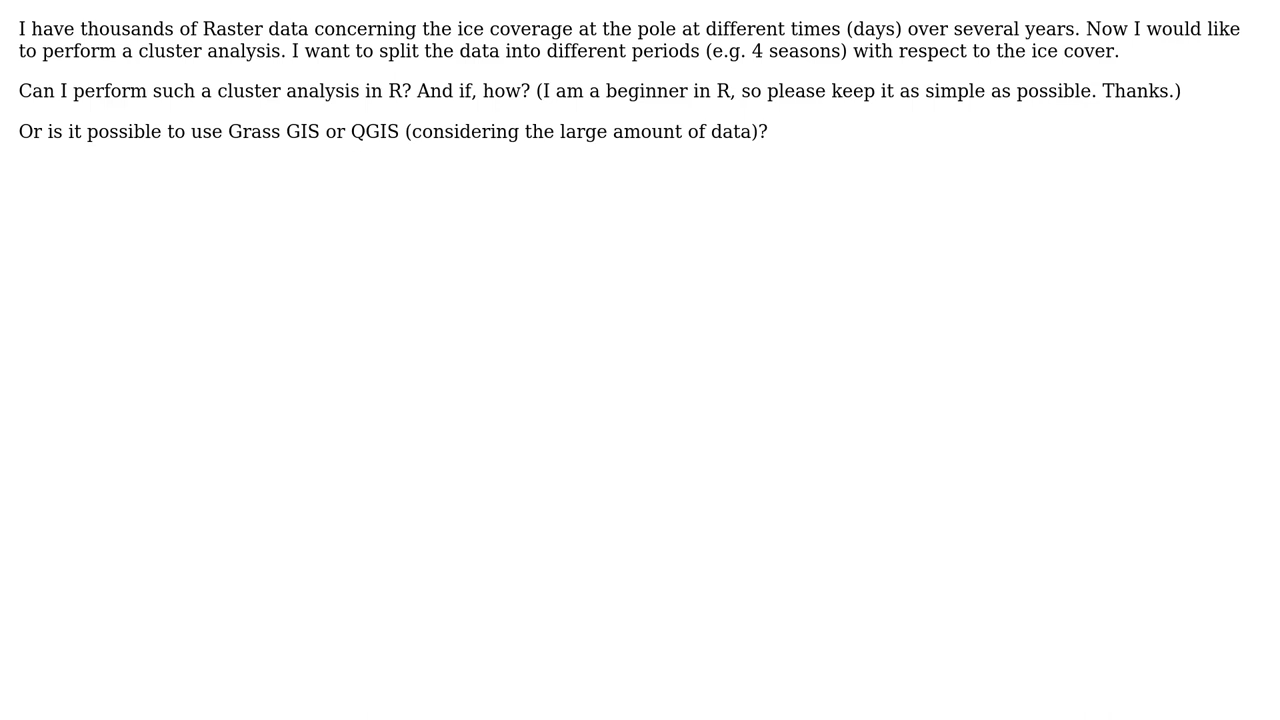 I have thousands of Raster data concerning the ice coverage at the pole at different times (days) over several years. Now I would like
to perform a cluster analysis. I want to split the data into different periods (e.g. 4 seasons) with respect to the ice cover.
Can I perform such a cluster analysis in R? And if, how? (I am a beginner in R, so please keep it as simple as possible. Thanks.)
Or is it possible to use Grass GIS or QGIS (considering the large amount of data)?